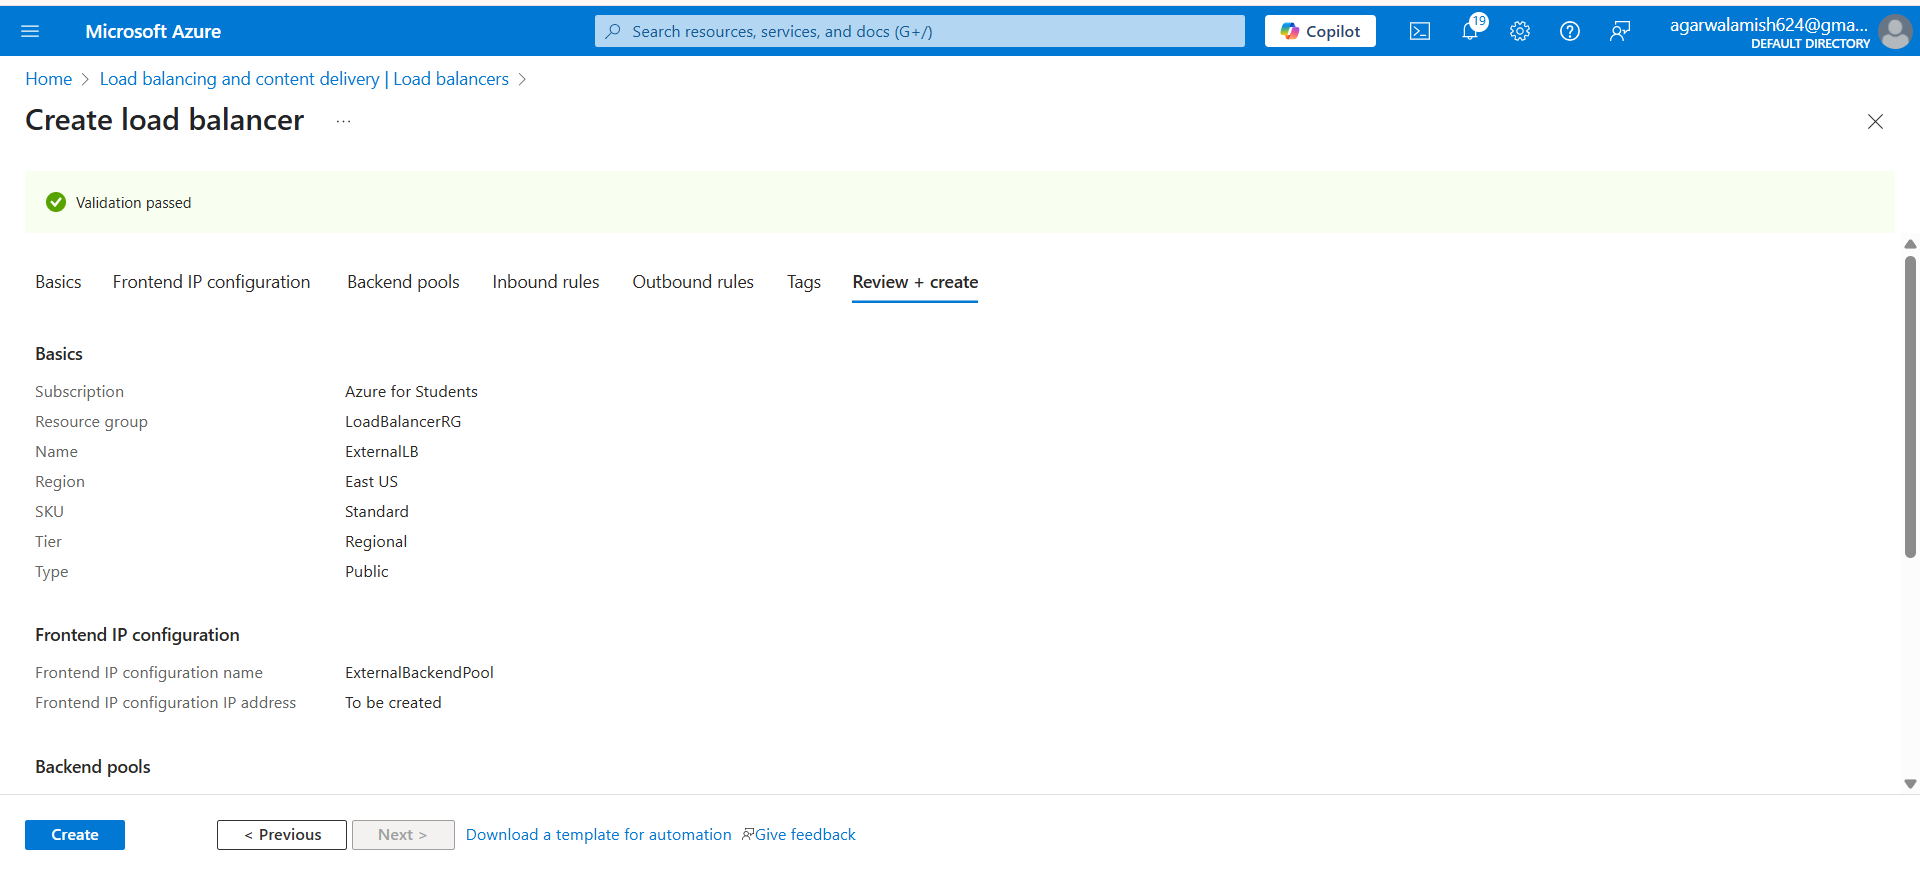 Microsoft Azure
Search resources, services, and docs (G+/)
Copilot
19
agarwalamish624@gma...
DEFAULT DIRECTORY
Home > Load balancing and content delivery | Load balancers >
Create load balancer ...
Validation passed
Basics Frontend IP configuration Backend pools Inbound rules Outbound rules Tags Review + create
Basics
Subscription Azure for Students
Resource group LoadBalancerRG
Name ExternalLB
Region East US
SKU Standard
Tier Regional
Type Public
Frontend IP configuration
Frontend IP configuration name ExternalBackendPool
Frontend IP configuration IP address To be created
Backend pools
Create < Previous Next > Download a template for automation Give feedback